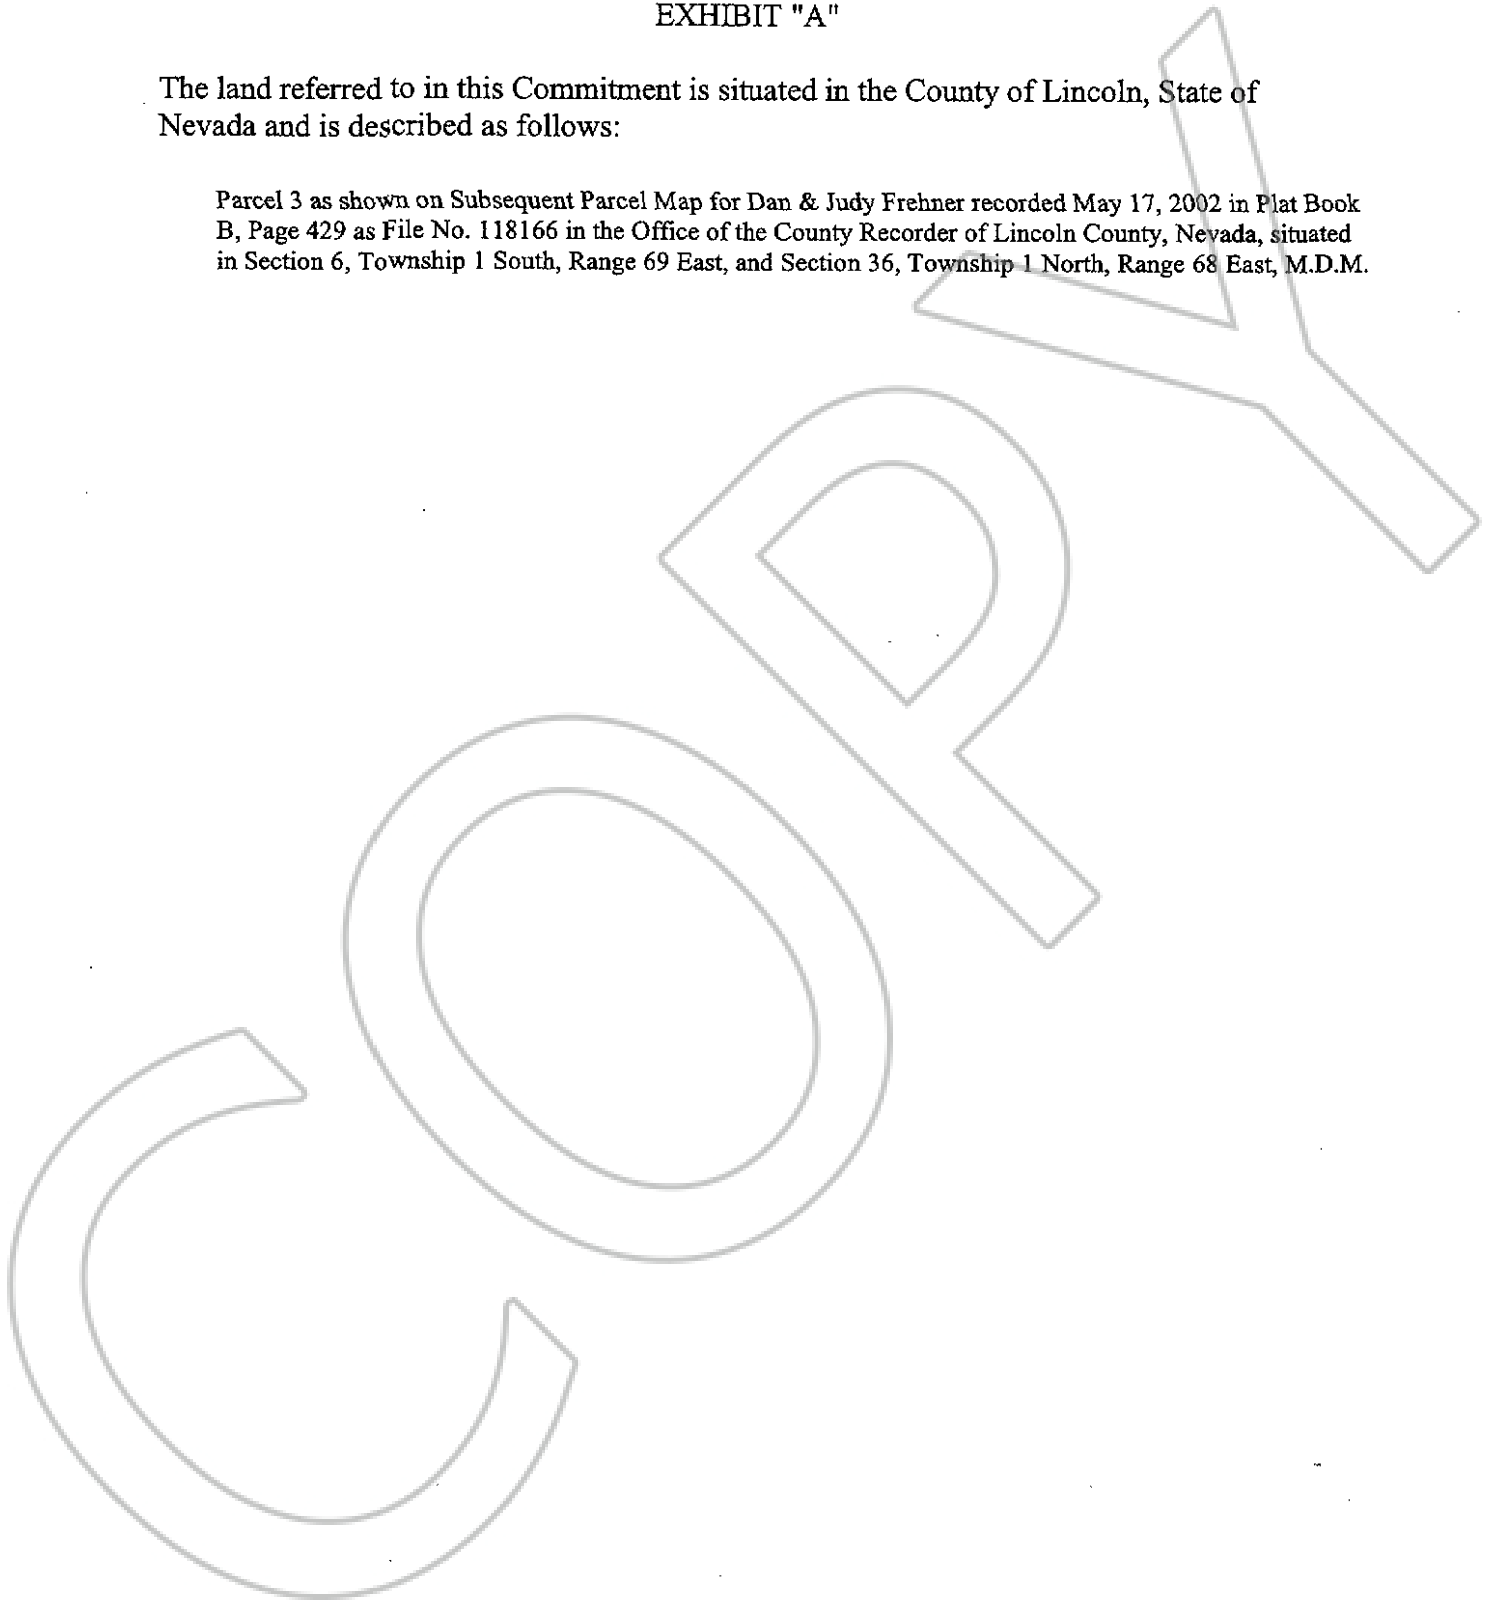 EXHIBIT "A"
The land referred to in this Commitment is situated in the County of Lincoln, State of
Nevada and is described as follows:
Parcel 3 as shown on Subsequent Parcel Map for Dan & Judy Frehner recorded May 17, 2002 in Plat Book
B, Page 429 as File No. 118166 in the Office of the County Recorder of Lincoln County, Nevada, situated
in Section 6, Township 1 South, Range 69 East, and Section 36, Township 1 North, Range 68 East, M.D.M.
COPY